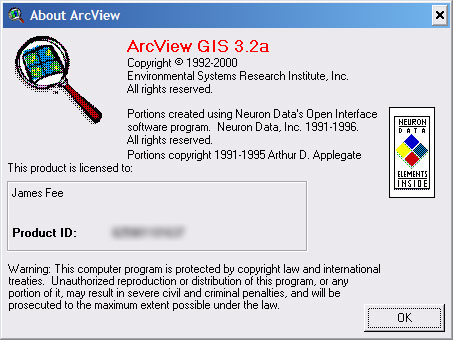 About ArcView
ArcView GIS 3.2a
Copyright © 1992-2000
Environmental Systems Research Institute, Inc.
All rights reserved.
Portions created using Neuron Data's Open Interface
software program.  Neuron Data, Inc. 1991-1996.
All rights reserved.
Portions copyright 1991-1995 Arthur D. Applegate
NEURON
DATA
ELEMENTS
INSIDE
This product is licensed to:
James Fee
Product ID:
Warning: This computer program is protected by copyright law and international
treaties.  Unauthorized reproduction or distribution of this program, or any
portion of it, may result in severe civil and criminal penalties, and will be
prosecuted to the maximum extent possible under the law.
OK